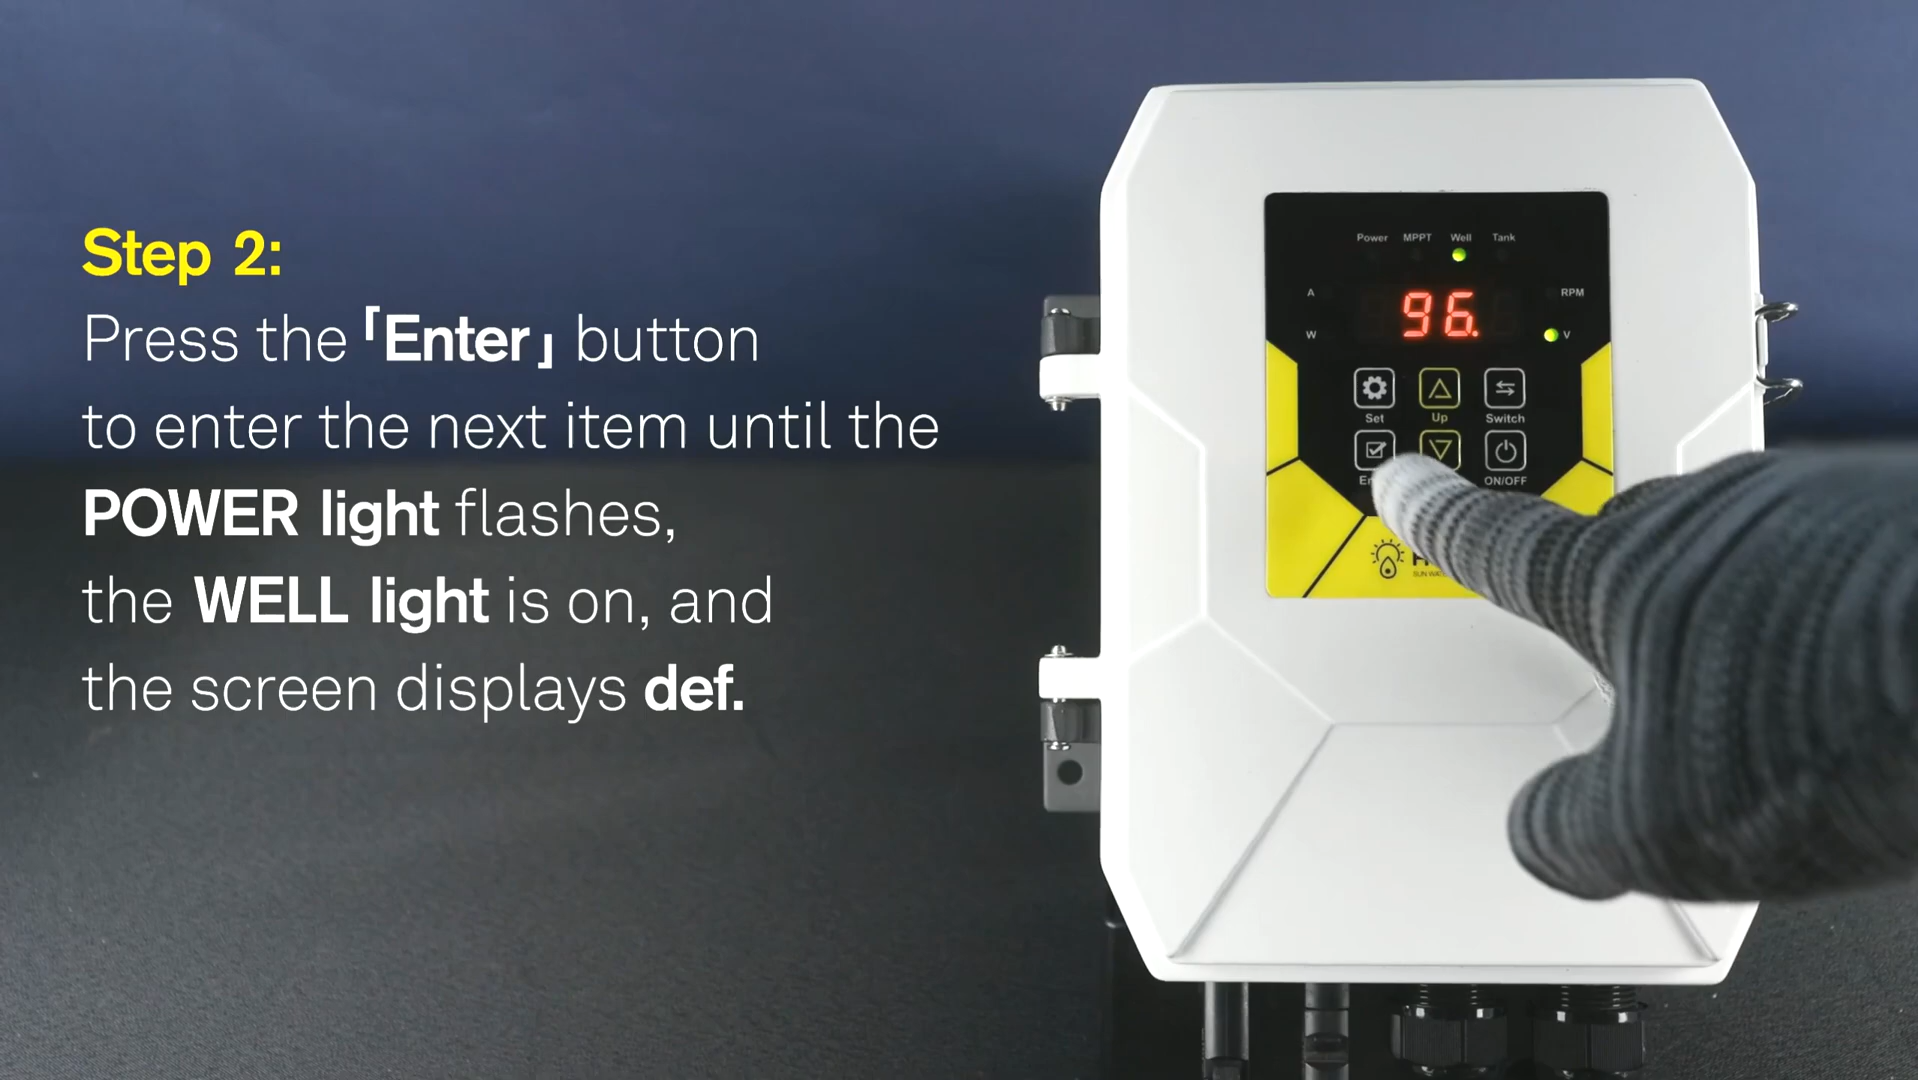 Step 2:
Press the「Enter」button
to enter the next item until the
POWER light flashes,
the WELL light is on, and
the screen displays def.
Power MPPT Well Tank
A
96.
RPM
W
V
Set Up Switch
ON/OFF